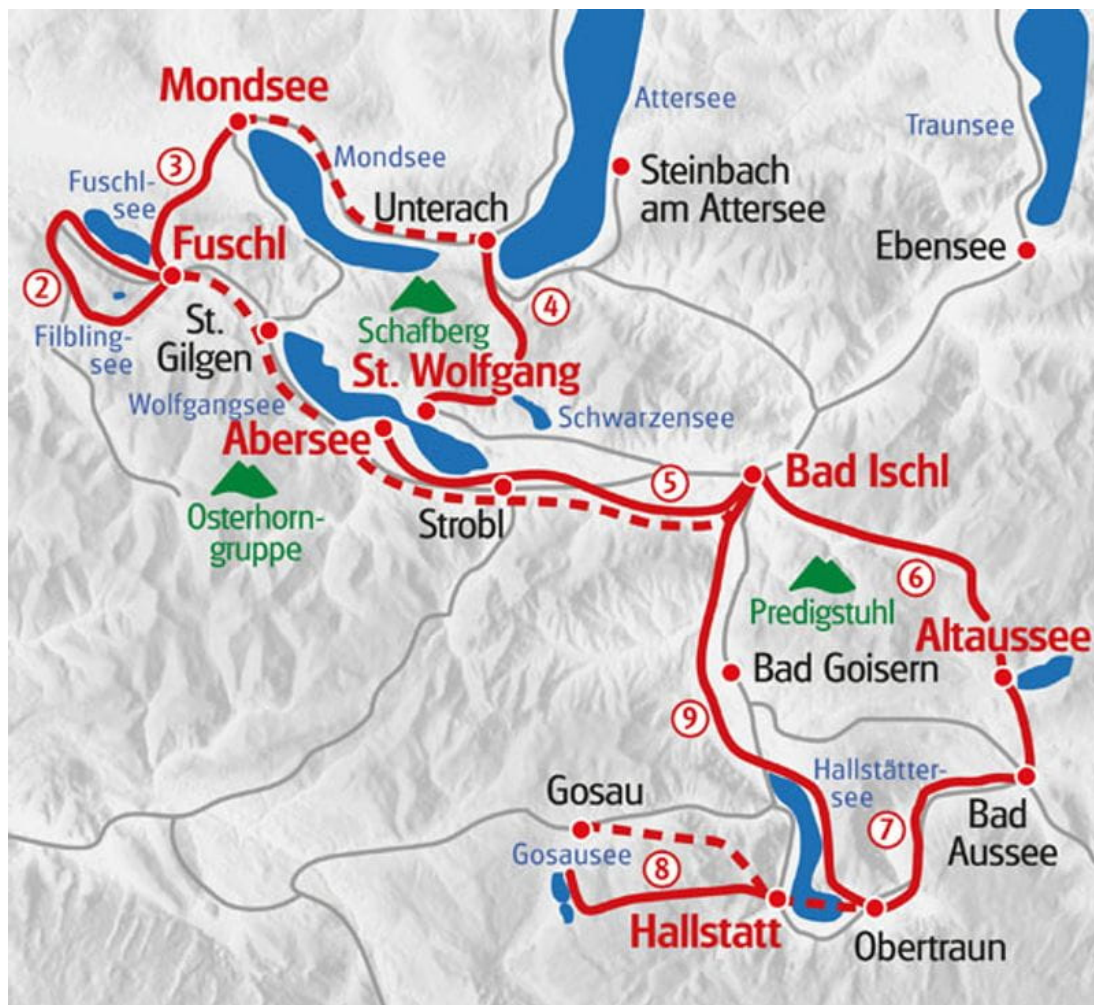 Mondsee
Attersee
Traunsee
③
Mondsee
Fuschl-
see
Steinbach
am Attersee
Unterach
Fuschl
Ebensee
②
④
St.
Gilgen
Schafberg
Filbling-
see
St. Wolfgang
Wolfgangsee
Schwarzensee
Abersee
Bad Ischl
⑤
Strobl
Osterhorn-
gruppe
⑥
Predigstuhl
Altaussee
Bad Goisern
⑨
Hallstätter-
see
Gosau
⑦
Bad
Aussee
Gosausee
⑧
Hallstatt
Obertraun